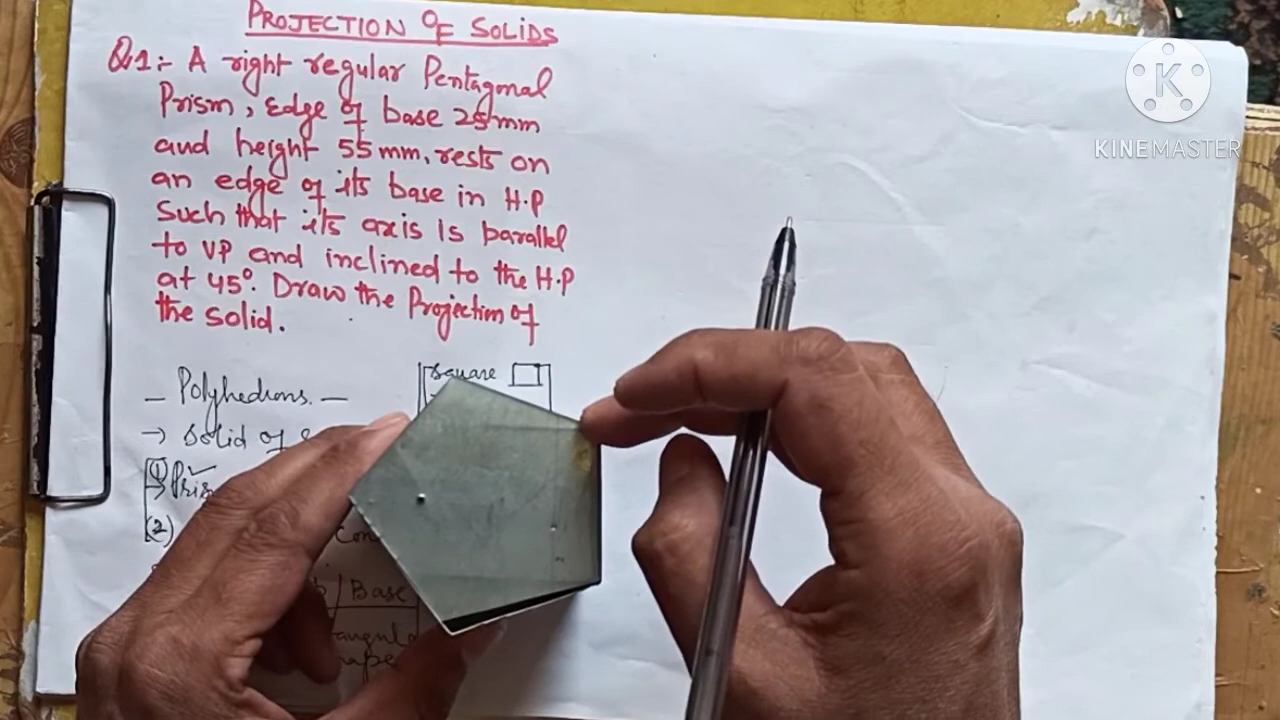 PROJECTION OF SOLIDS
Q.1:- A right regular Pentagonal
Prism, Edge of base 25mm
and height 55mm, rests on
an edge of its base in H.P
Such that its axis is parallel
to VP and inclined to the H.P
at 45°. Draw the Projection of
the solid.
- Polyhedrons. -
→ Solid of
(1) Pris
(2)
Con
/ Base
square
K
KINEMASTER